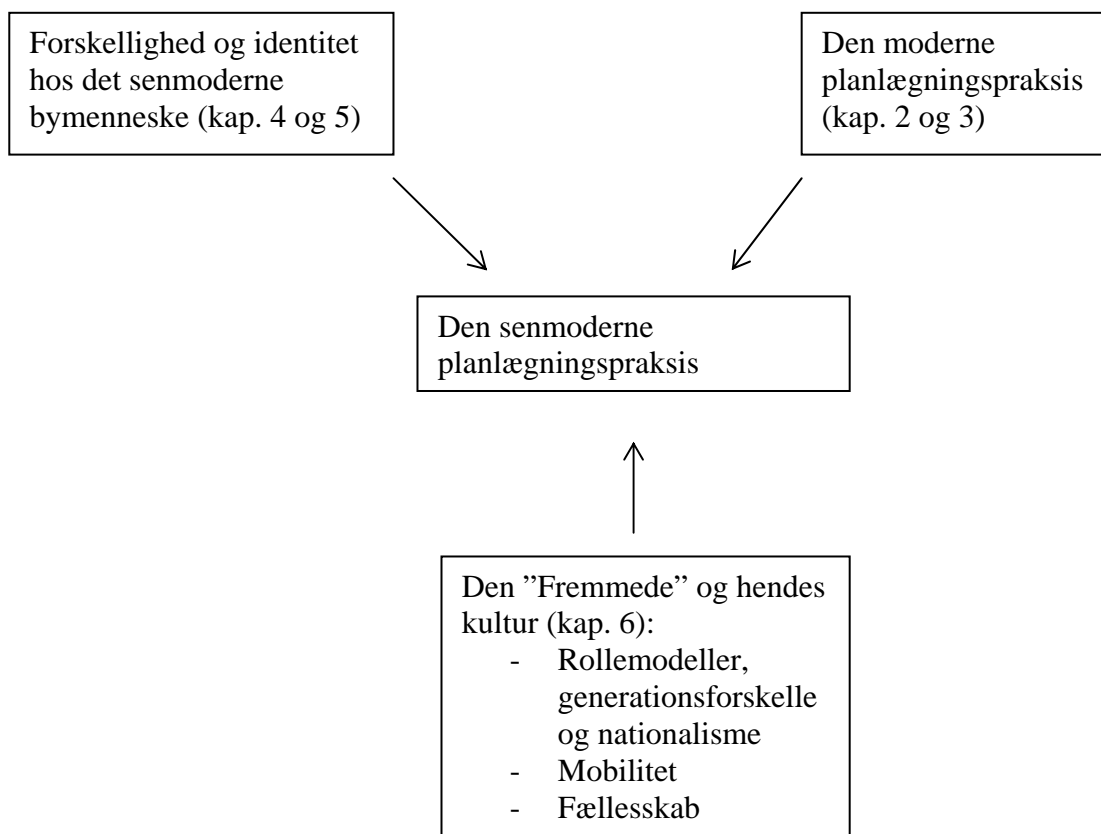 Forskellighed og identitet
hos det senmoderne
bymenneske (kap. 4 og 5)
Den moderne
planlægningspraksis
(kap. 2 og 3)
Den senmoderne
planlægningspraksis
Den ”Fremmede” og hendes
kultur (kap. 6):
- Rollemodeller,
generationsforskelle
og nationalisme
- Mobilitet
- Fællesskab